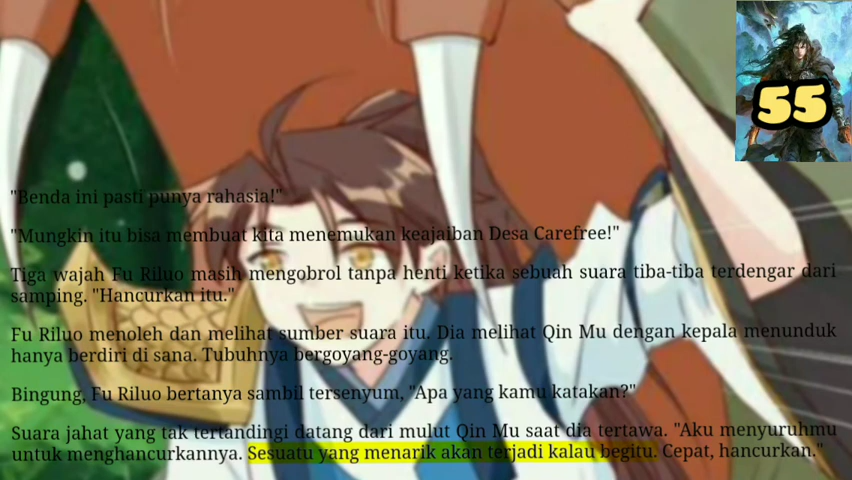 55
"Benda ini pasti punya rahasia!"
"Mungkin itu bisa membuat kita menemukan keajaiban Desa Carefree!"
Tiga wajah Fu Riluo masih mengobrol tanpa henti ketika sebuah suara tiba-tiba terdengar dari
samping. "Hancurkan itu."
Fu Riluo menoleh dan melihat sumber suara itu. Dia melihat Qin Mu dengan kepala menunduk
hanya berdiri di sana. Tubuhnya bergoyang-goyang.
Bingung, Fu Riluo bertanya sambil tersenyum, "Apa yang kamu katakan?"
Suara jahat yang tak tertandingi datang dari mulut Qin Mu saat dia tertawa. "Aku menyuruhmu
untuk menghancurkannya. Sesuatu yang menarik akan terjadi kalau begitu. Cepat, hancurkan."